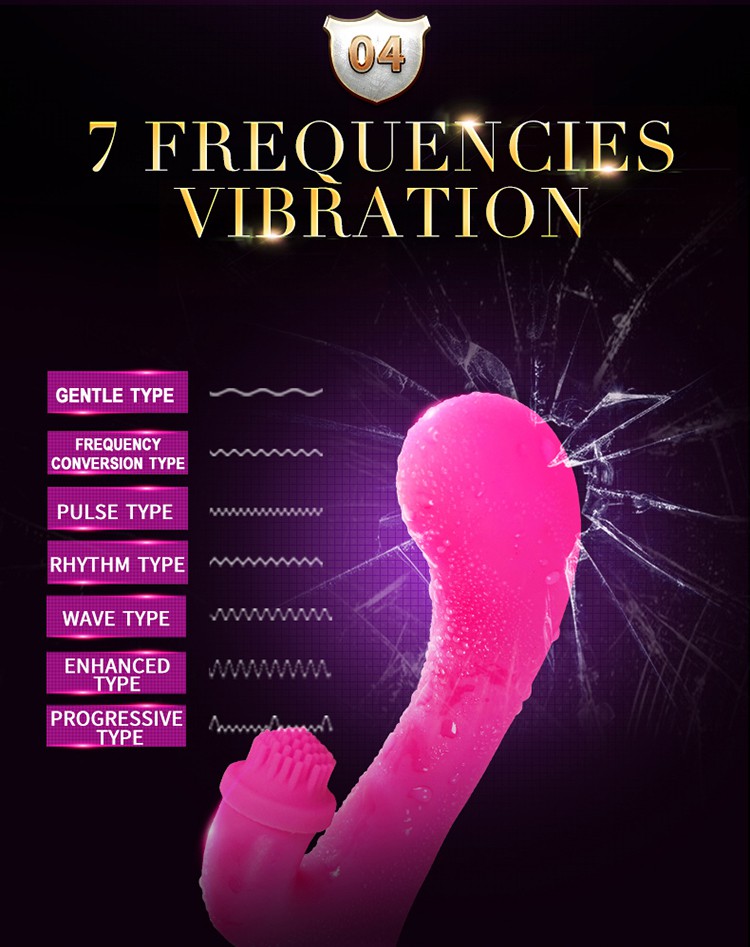 04
7 FREQUENCIES
VIBRATION
GENTLE TYPE
FREQUENCY
CONVERSION TYPE
PULSE TYPE
RHYTHM TYPE
WAVE TYPE
ENHANCED
TYPE
PROGRESSIVE
TYPE